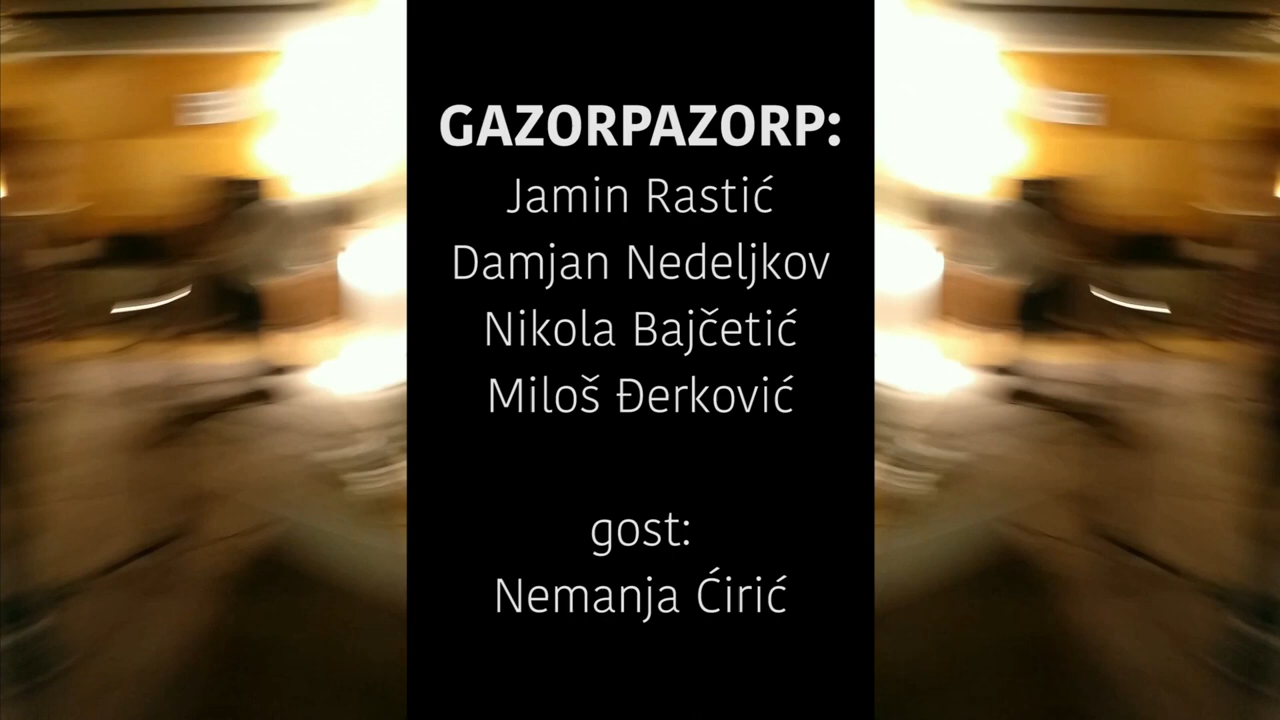 GAZORPAZORP:
Jamin Rastić
Damjan Nedeljkov
Nikola Bajčetić
Miloš Đerković
gost:
Nemanja Ćirić